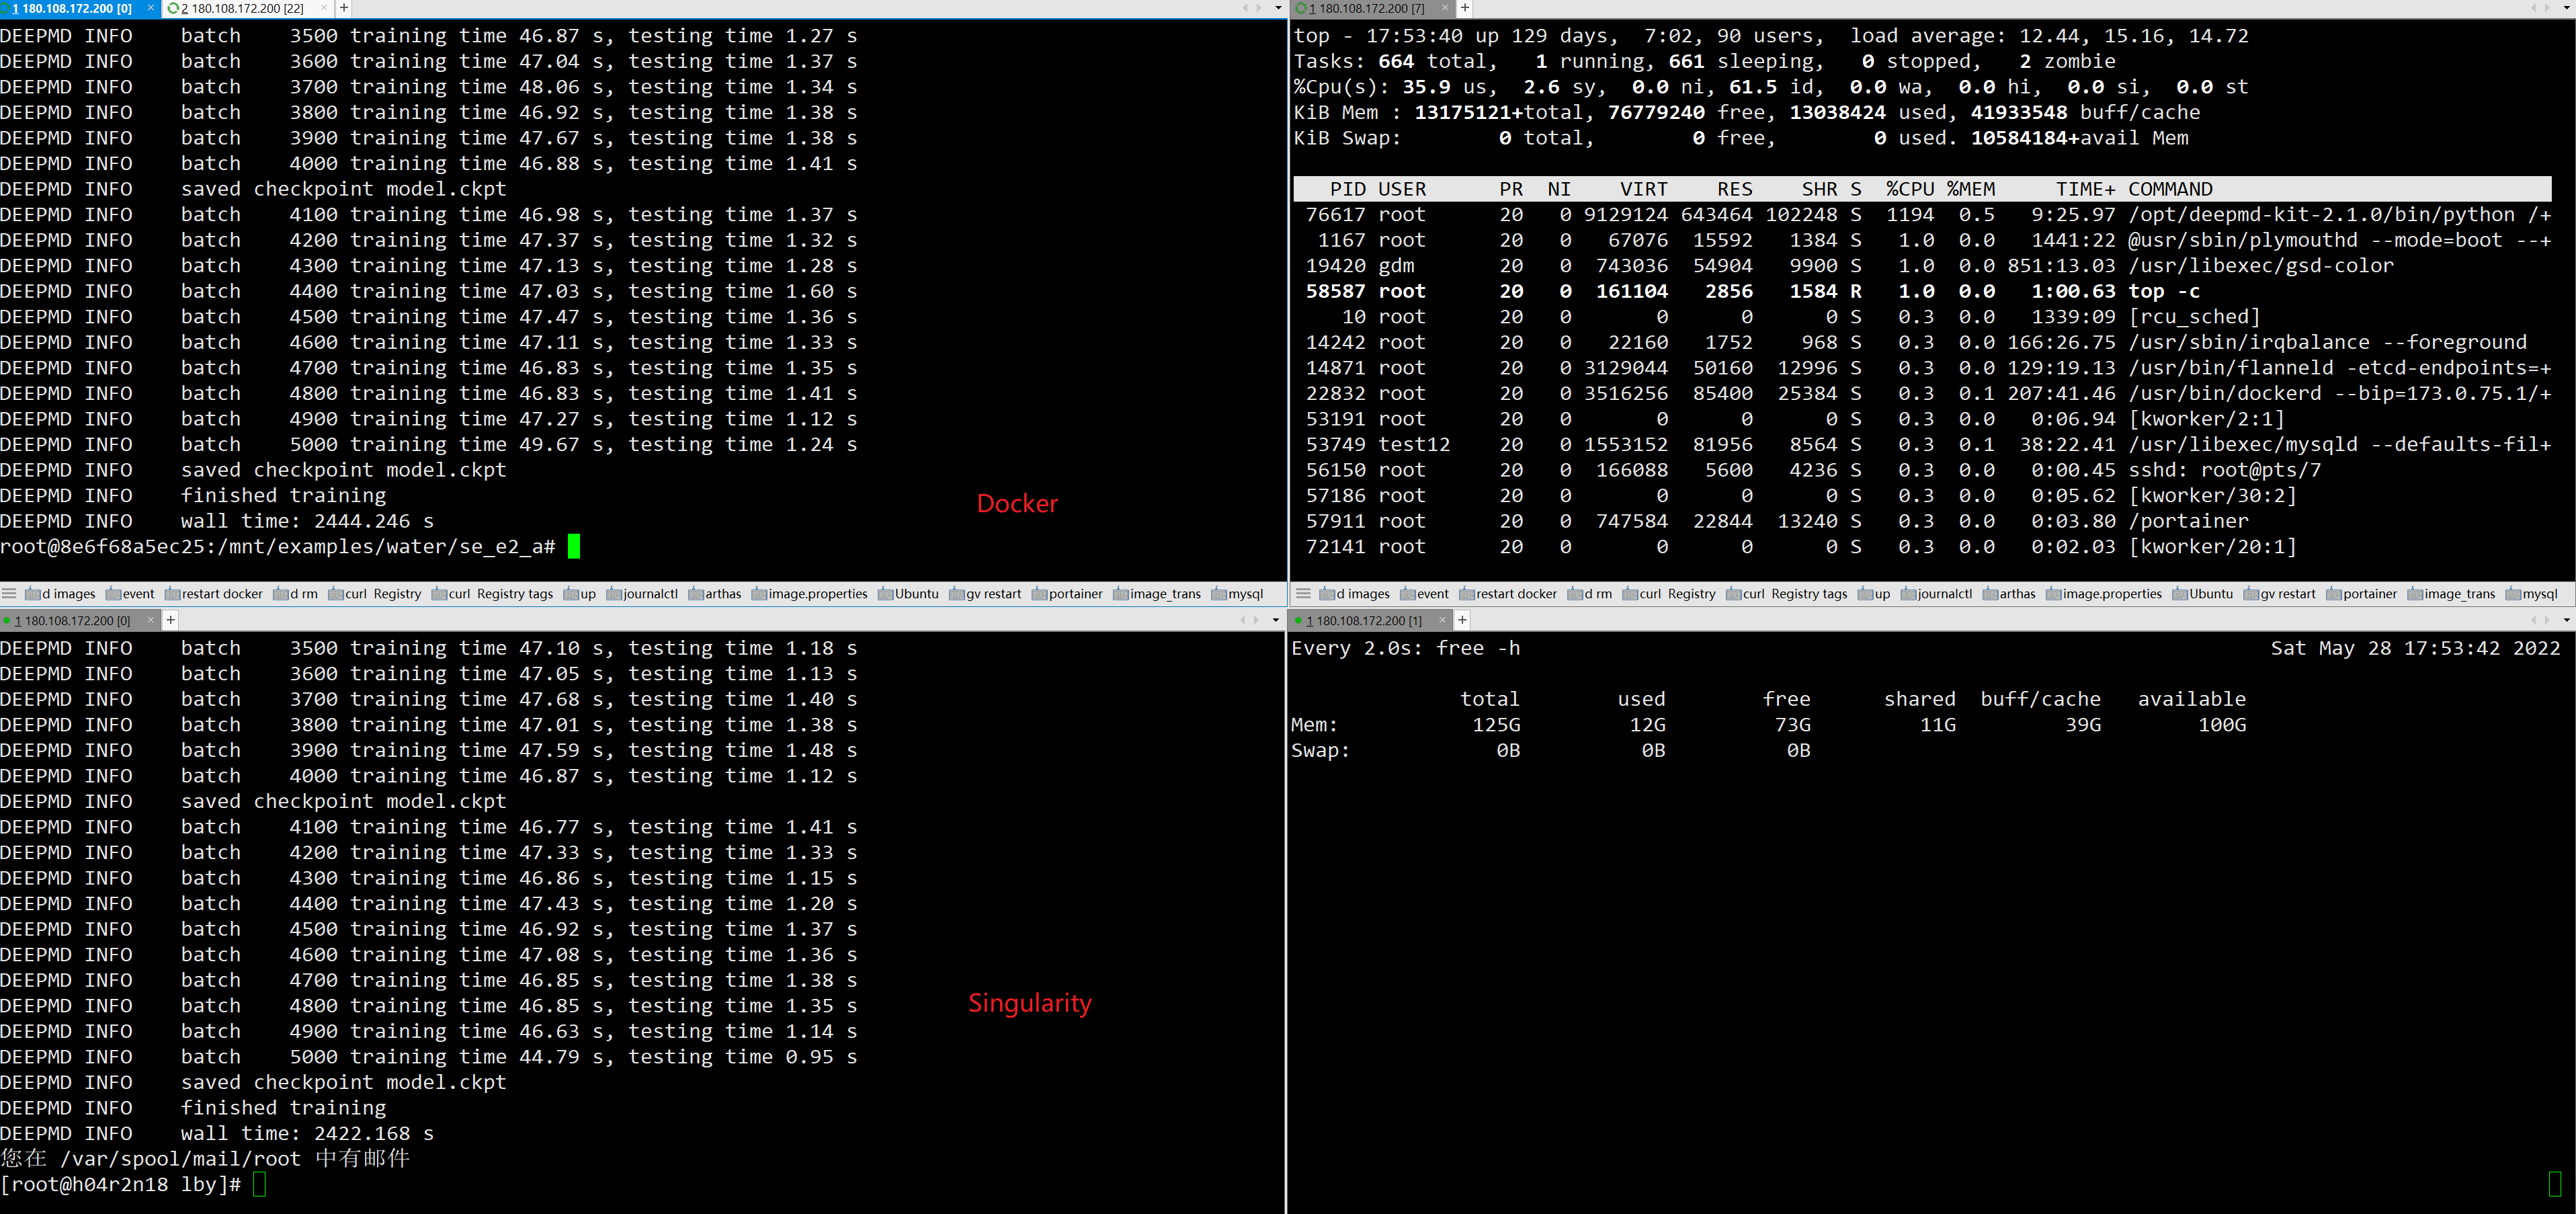 1 180.108.172.200 [0] × 2 180.108.172.200 [22] × +
DEEPMD INFO    batch    3500 training time 46.87 s, testing time 1.27 s
DEEPMD INFO    batch    3600 training time 47.04 s, testing time 1.37 s
DEEPMD INFO    batch    3700 training time 48.06 s, testing time 1.34 s
DEEPMD INFO    batch    3800 training time 46.92 s, testing time 1.38 s
DEEPMD INFO    batch    3900 training time 47.67 s, testing time 1.38 s
DEEPMD INFO    batch    4000 training time 46.88 s, testing time 1.41 s
DEEPMD INFO    saved checkpoint model.ckpt
DEEPMD INFO    batch    4100 training time 46.98 s, testing time 1.37 s
DEEPMD INFO    batch    4200 training time 47.37 s, testing time 1.32 s
DEEPMD INFO    batch    4300 training time 47.13 s, testing time 1.28 s
DEEPMD INFO    batch    4400 training time 47.03 s, testing time 1.60 s
DEEPMD INFO    batch    4500 training time 47.47 s, testing time 1.36 s
DEEPMD INFO    batch    4600 training time 47.11 s, testing time 1.33 s
DEEPMD INFO    batch    4700 training time 46.83 s, testing time 1.35 s
DEEPMD INFO    batch    4800 training time 46.83 s, testing time 1.41 s
DEEPMD INFO    batch    4900 training time 47.27 s, testing time 1.12 s
DEEPMD INFO    batch    5000 training time 49.67 s, testing time 1.24 s
DEEPMD INFO    saved checkpoint model.ckpt
DEEPMD INFO    finished training
Docker
DEEPMD INFO    wall time: 2444.246 s
root@8e6f68a5ec25:/mnt/examples/water/se_e2_a#
d images event restart docker d rm curl Registry curl Registry tags up journalctl arthas image.properties Ubuntu gv restart portainer image_trans mysql
1 180.108.172.200 [7] × +
top - 17:53:40 up 129 days,  7:02, 90 users,  load average: 12.44, 15.16, 14.72
Tasks: 664 total,   1 running, 661 sleeping,   0 stopped,   2 zombie
%Cpu(s): 35.9 us,  2.6 sy,  0.0 ni, 61.5 id,  0.0 wa,  0.0 hi,  0.0 si,  0.0 st
KiB Mem : 13175121+total, 76779240 free, 13038424 used, 41933548 buff/cache
KiB Swap:        0 total,        0 free,        0 used. 10584184+avail Mem
PID USER      PR  NI    VIRT    RES    SHR S  %CPU %MEM     TIME+ COMMAND
76617 root      20   0 9129124 643464 102248 S  1194  0.5   9:25.97 /opt/deepmd-kit-2.1.0/bin/python /+
1167 root      20   0   67076  15592   1384 S   1.0  0.0   1441:22 @usr/sbin/plymouthd --mode=boot --+
19420 gdm       20   0  743036  54904   9900 S   1.0  0.0 851:13.03 /usr/libexec/gsd-color
58587 root      20   0  161104   2856   1584 R   1.0  0.0   1:00.63 top -c
10 root      20   0       0      0      0 S   0.3  0.0   1339:09 [rcu_sched]
14242 root      20   0   22160   1752    968 S   0.3  0.0 166:26.75 /usr/sbin/irqbalance --foreground
14871 root      20   0 3129044  50160  12996 S   0.3  0.0 129:19.13 /usr/bin/flanneld -etcd-endpoints=+
22832 root      20   0 3516256  85400  25384 S   0.3  0.1 207:41.46 /usr/bin/dockerd --bip=173.0.75.1/+
53191 root      20   0       0      0      0 S   0.3  0.0   0:06.94 [kworker/2:1]
53749 test12    20   0 1553152  81956   8564 S   0.3  0.1  38:22.41 /usr/libexec/mysqld --defaults-fil+
56150 root      20   0  166088   5600   4236 S   0.3  0.0   0:00.45 sshd: root@pts/7
57186 root      20   0       0      0      0 S   0.3  0.0   0:05.62 [kworker/30:2]
57911 root      20   0  747584  22844  13240 S   0.3  0.0   0:03.80 /portainer
72141 root      20   0       0      0      0 S   0.3  0.0   0:02.03 [kworker/20:1]
d images event restart docker d rm curl Registry curl Registry tags up journalctl arthas image.properties Ubuntu gv restart portainer image_trans mysql
1 180.108.172.200 [0] × +
DEEPMD INFO    batch    3500 training time 47.10 s, testing time 1.18 s
DEEPMD INFO    batch    3600 training time 47.05 s, testing time 1.13 s
DEEPMD INFO    batch    3700 training time 47.68 s, testing time 1.40 s
DEEPMD INFO    batch    3800 training time 47.01 s, testing time 1.38 s
DEEPMD INFO    batch    3900 training time 47.59 s, testing time 1.48 s
DEEPMD INFO    batch    4000 training time 46.87 s, testing time 1.12 s
DEEPMD INFO    saved checkpoint model.ckpt
DEEPMD INFO    batch    4100 training time 46.77 s, testing time 1.41 s
DEEPMD INFO    batch    4200 training time 47.33 s, testing time 1.33 s
DEEPMD INFO    batch    4300 training time 46.86 s, testing time 1.15 s
DEEPMD INFO    batch    4400 training time 47.43 s, testing time 1.20 s
DEEPMD INFO    batch    4500 training time 46.92 s, testing time 1.37 s
DEEPMD INFO    batch    4600 training time 47.08 s, testing time 1.36 s
DEEPMD INFO    batch    4700 training time 46.85 s, testing time 1.38 s
DEEPMD INFO    batch    4800 training time 46.85 s, testing time 1.35 s
Singularity
DEEPMD INFO    batch    4900 training time 46.63 s, testing time 1.14 s
DEEPMD INFO    batch    5000 training time 44.79 s, testing time 0.95 s
DEEPMD INFO    saved checkpoint model.ckpt
DEEPMD INFO    finished training
DEEPMD INFO    wall time: 2422.168 s
您在 /var/spool/mail/root 中有邮件
[root@h04r2n18 lby]#
1 180.108.172.200 [1] × +
Every 2.0s: free -h    Sat May 28 17:53:42 2022
total        used        free      shared  buff/cache   available
Mem:           125G         12G         73G         11G         39G        100G
Swap:            0B          0B          0B